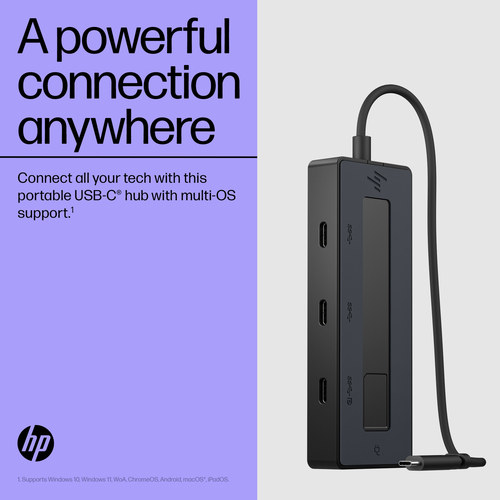 A powerful
connection
anywhere
Connect all your tech with this
portable USB-C® hub with multi-OS
support.¹
hp
hp
1. Supports Windows 10, Windows 11, WoA, ChromeOS, Android, macOS®, iPadOS.